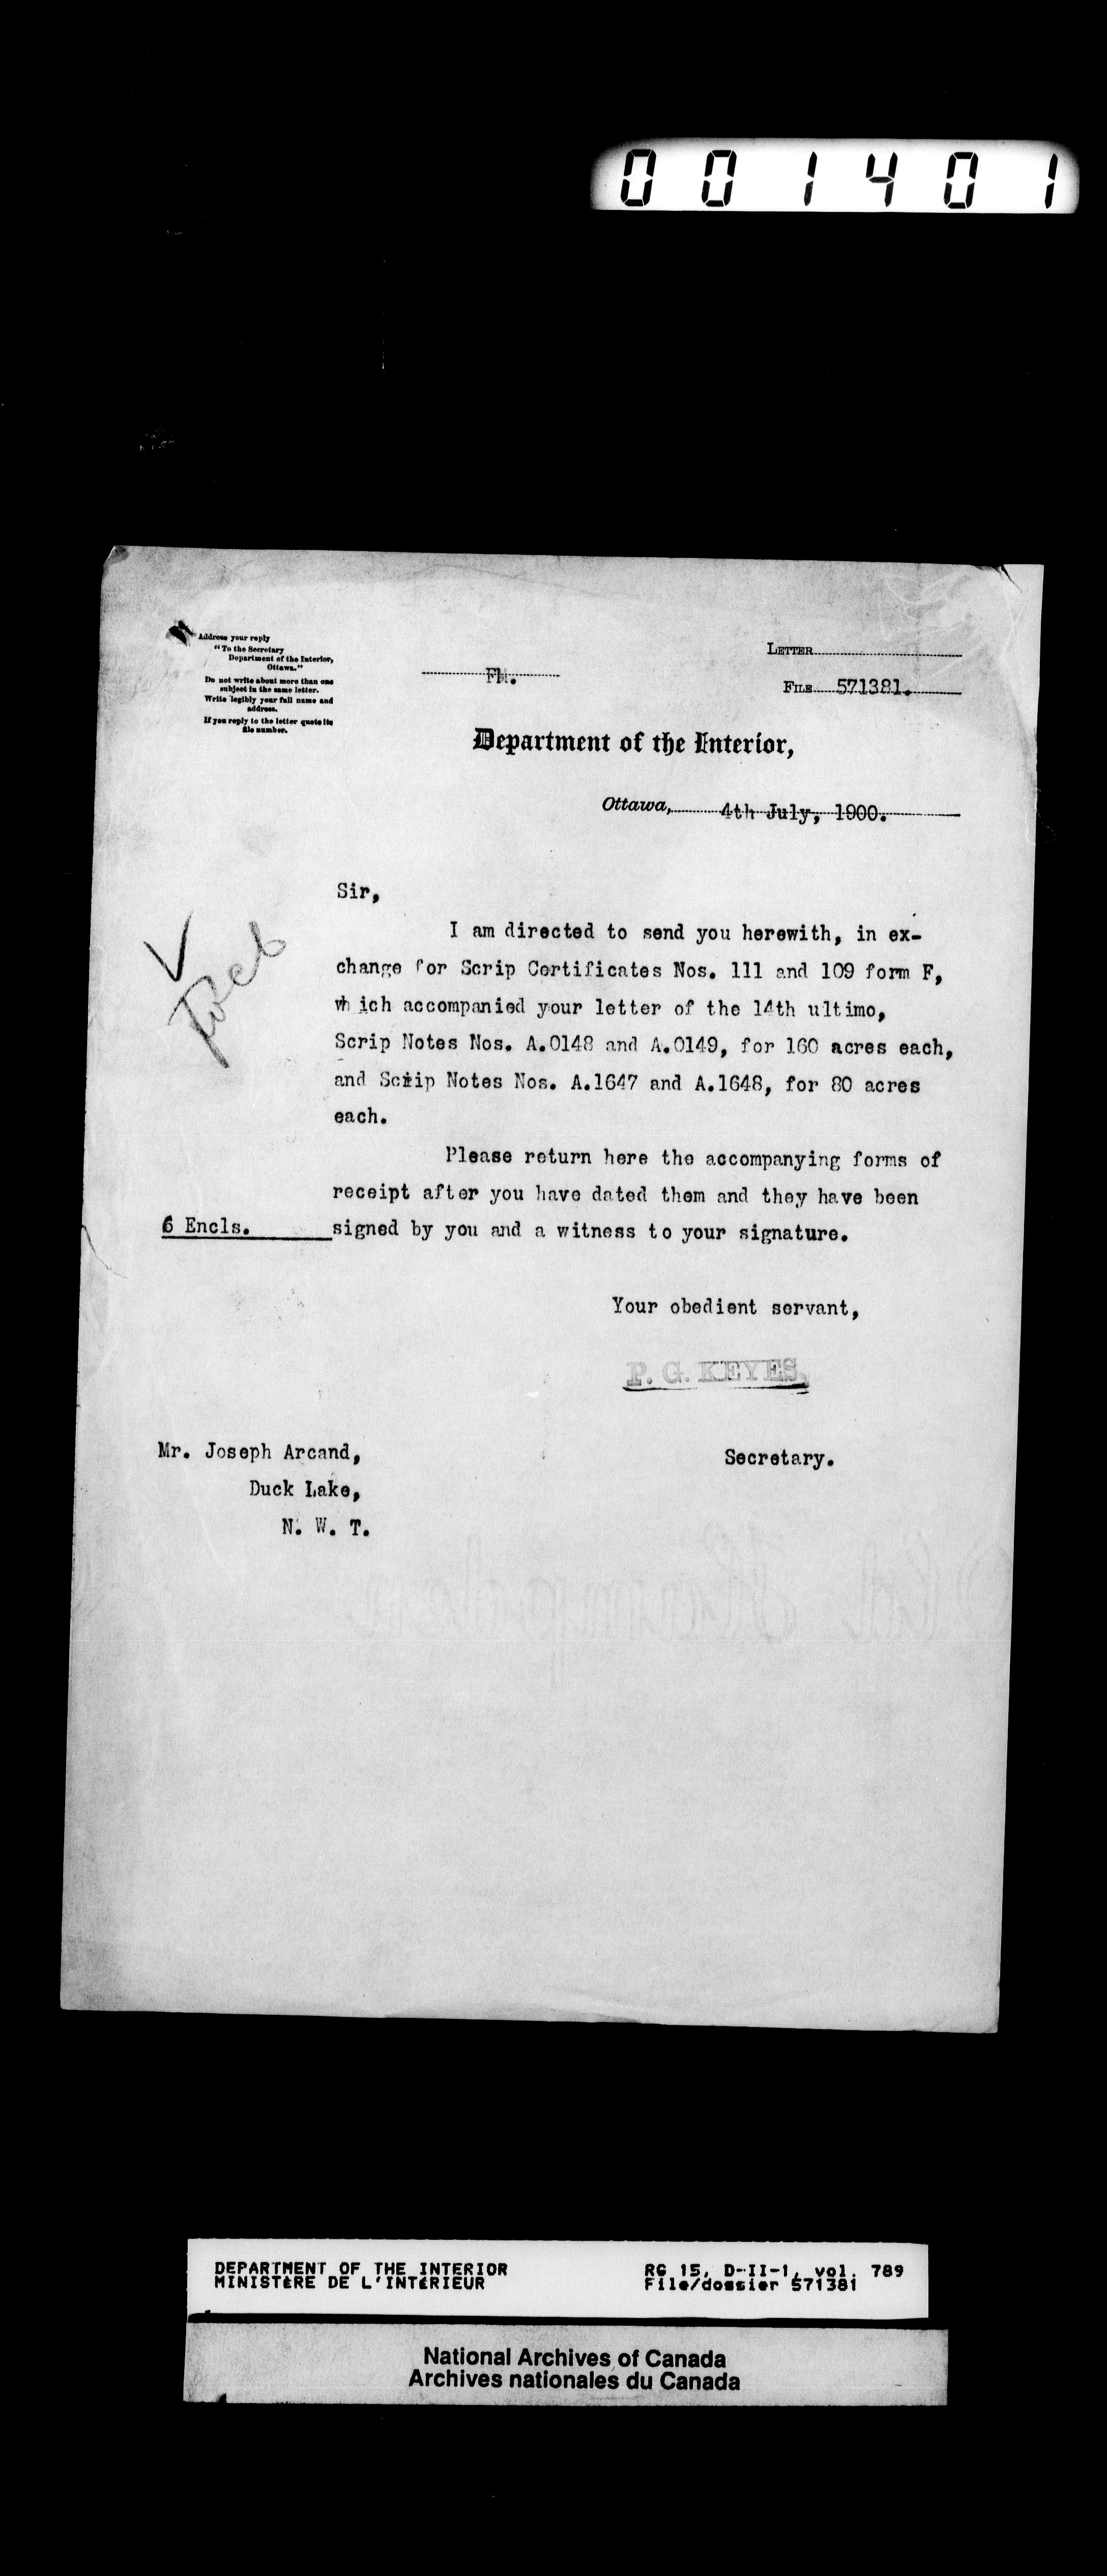 001401
Address your reply
"To the Secretary
Department of the Interior,
Ottawa."
Do not write about more than one
subject in the same letter.
Write legibly your full name and
address.
If you reply to the letter quote its
file number.
LETTER
FILE 571381.
Department of the Interior,
Ottawa, 4th July, 1900.
Sir,
I am directed to send you herewith, in ex-
change for Scrip Certificates Nos. 111 and 109 form F,
which accompanied your letter of the 14th ultimo,
Scrip Notes Nos. A.0148 and A.0149, for 160 acres each,
and Scrip Notes Nos. A.1647 and A.1648, for 80 acres
each.
Please return here the accompanying forms of
receipt after you have dated them and they have been
6 Encls. signed by you and a witness to your signature.
Your obedient servant,
P. G. KEYES,
Secretary.
Mr. Joseph Arcand,
Duck Lake,
N. W. T.
DEPARTMENT OF THE INTERIOR
MINISTÈRE DE L'INTÉRIEUR
RG 15, D-II-1, vol. 789
File/dossier 571381
National Archives of Canada
Archives nationales du Canada